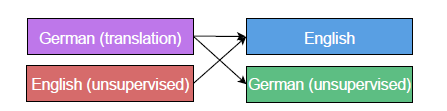 German (translation)
English
English (unsupervised)
German (unsupervised)